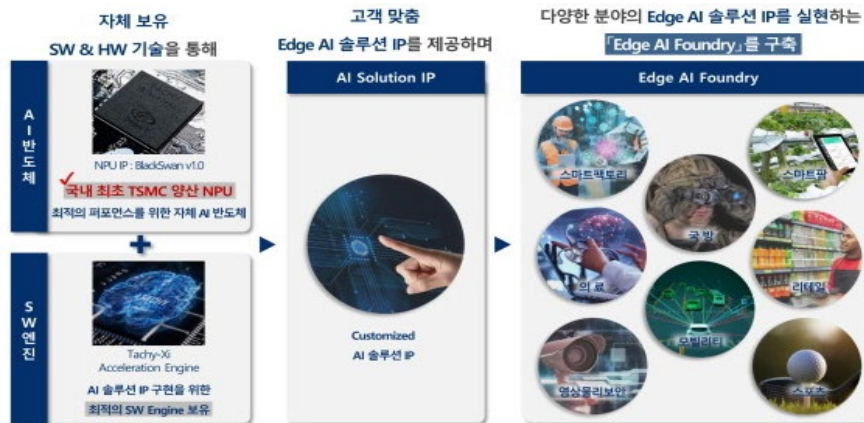 자체 보유
SW & HW 기술을 통해
AI반도체
NPU IP : BlackSwan v1.0
국내 최초 TSMC 양산 NPU
최적의 퍼포먼스를 위한 자체 AI 반도체
SW엔진
Tachy-Xi
Acceleration Engine
AI 솔루션 IP 구현을 위한
최적의 SW Engine 보유
고객 맞춤
Edge AI 솔루션 IP를 제공하며
AI Solution IP
Customized
AI 솔루션 IP
다양한 분야의 Edge AI 솔루션 IP를 실현하는
「Edge AI Foundry」를 구축
Edge AI Foundry
스마트팩토리
스마트팜
국방
의료
리테일
모빌리티
영상물리보안
스포츠